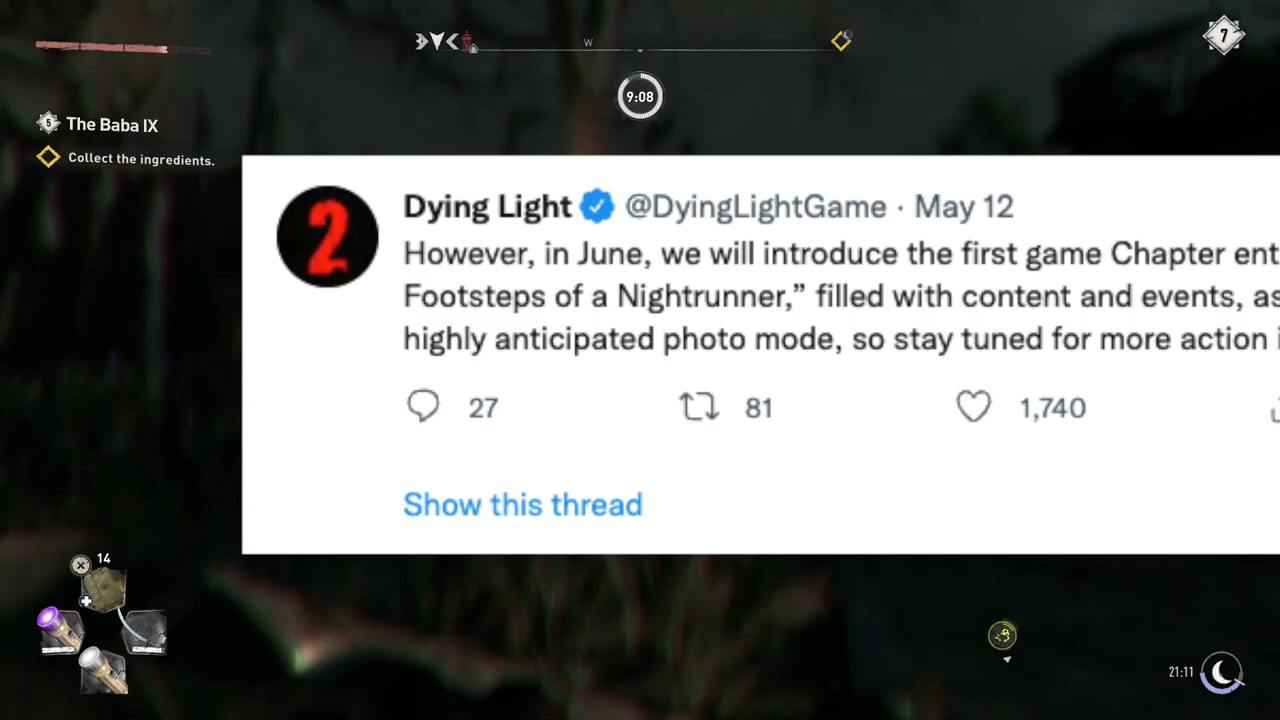 W
7
9:08
5 The Baba IX
Collect the ingredients.
2
Dying Light @DyingLightGame · May 12
However, in June, we will introduce the first game Chapter ent
Footsteps of a Nightrunner,” filled with content and events, as
highly anticipated photo mode, so stay tuned for more action i
27 81 1,740
Show this thread
14
21:11